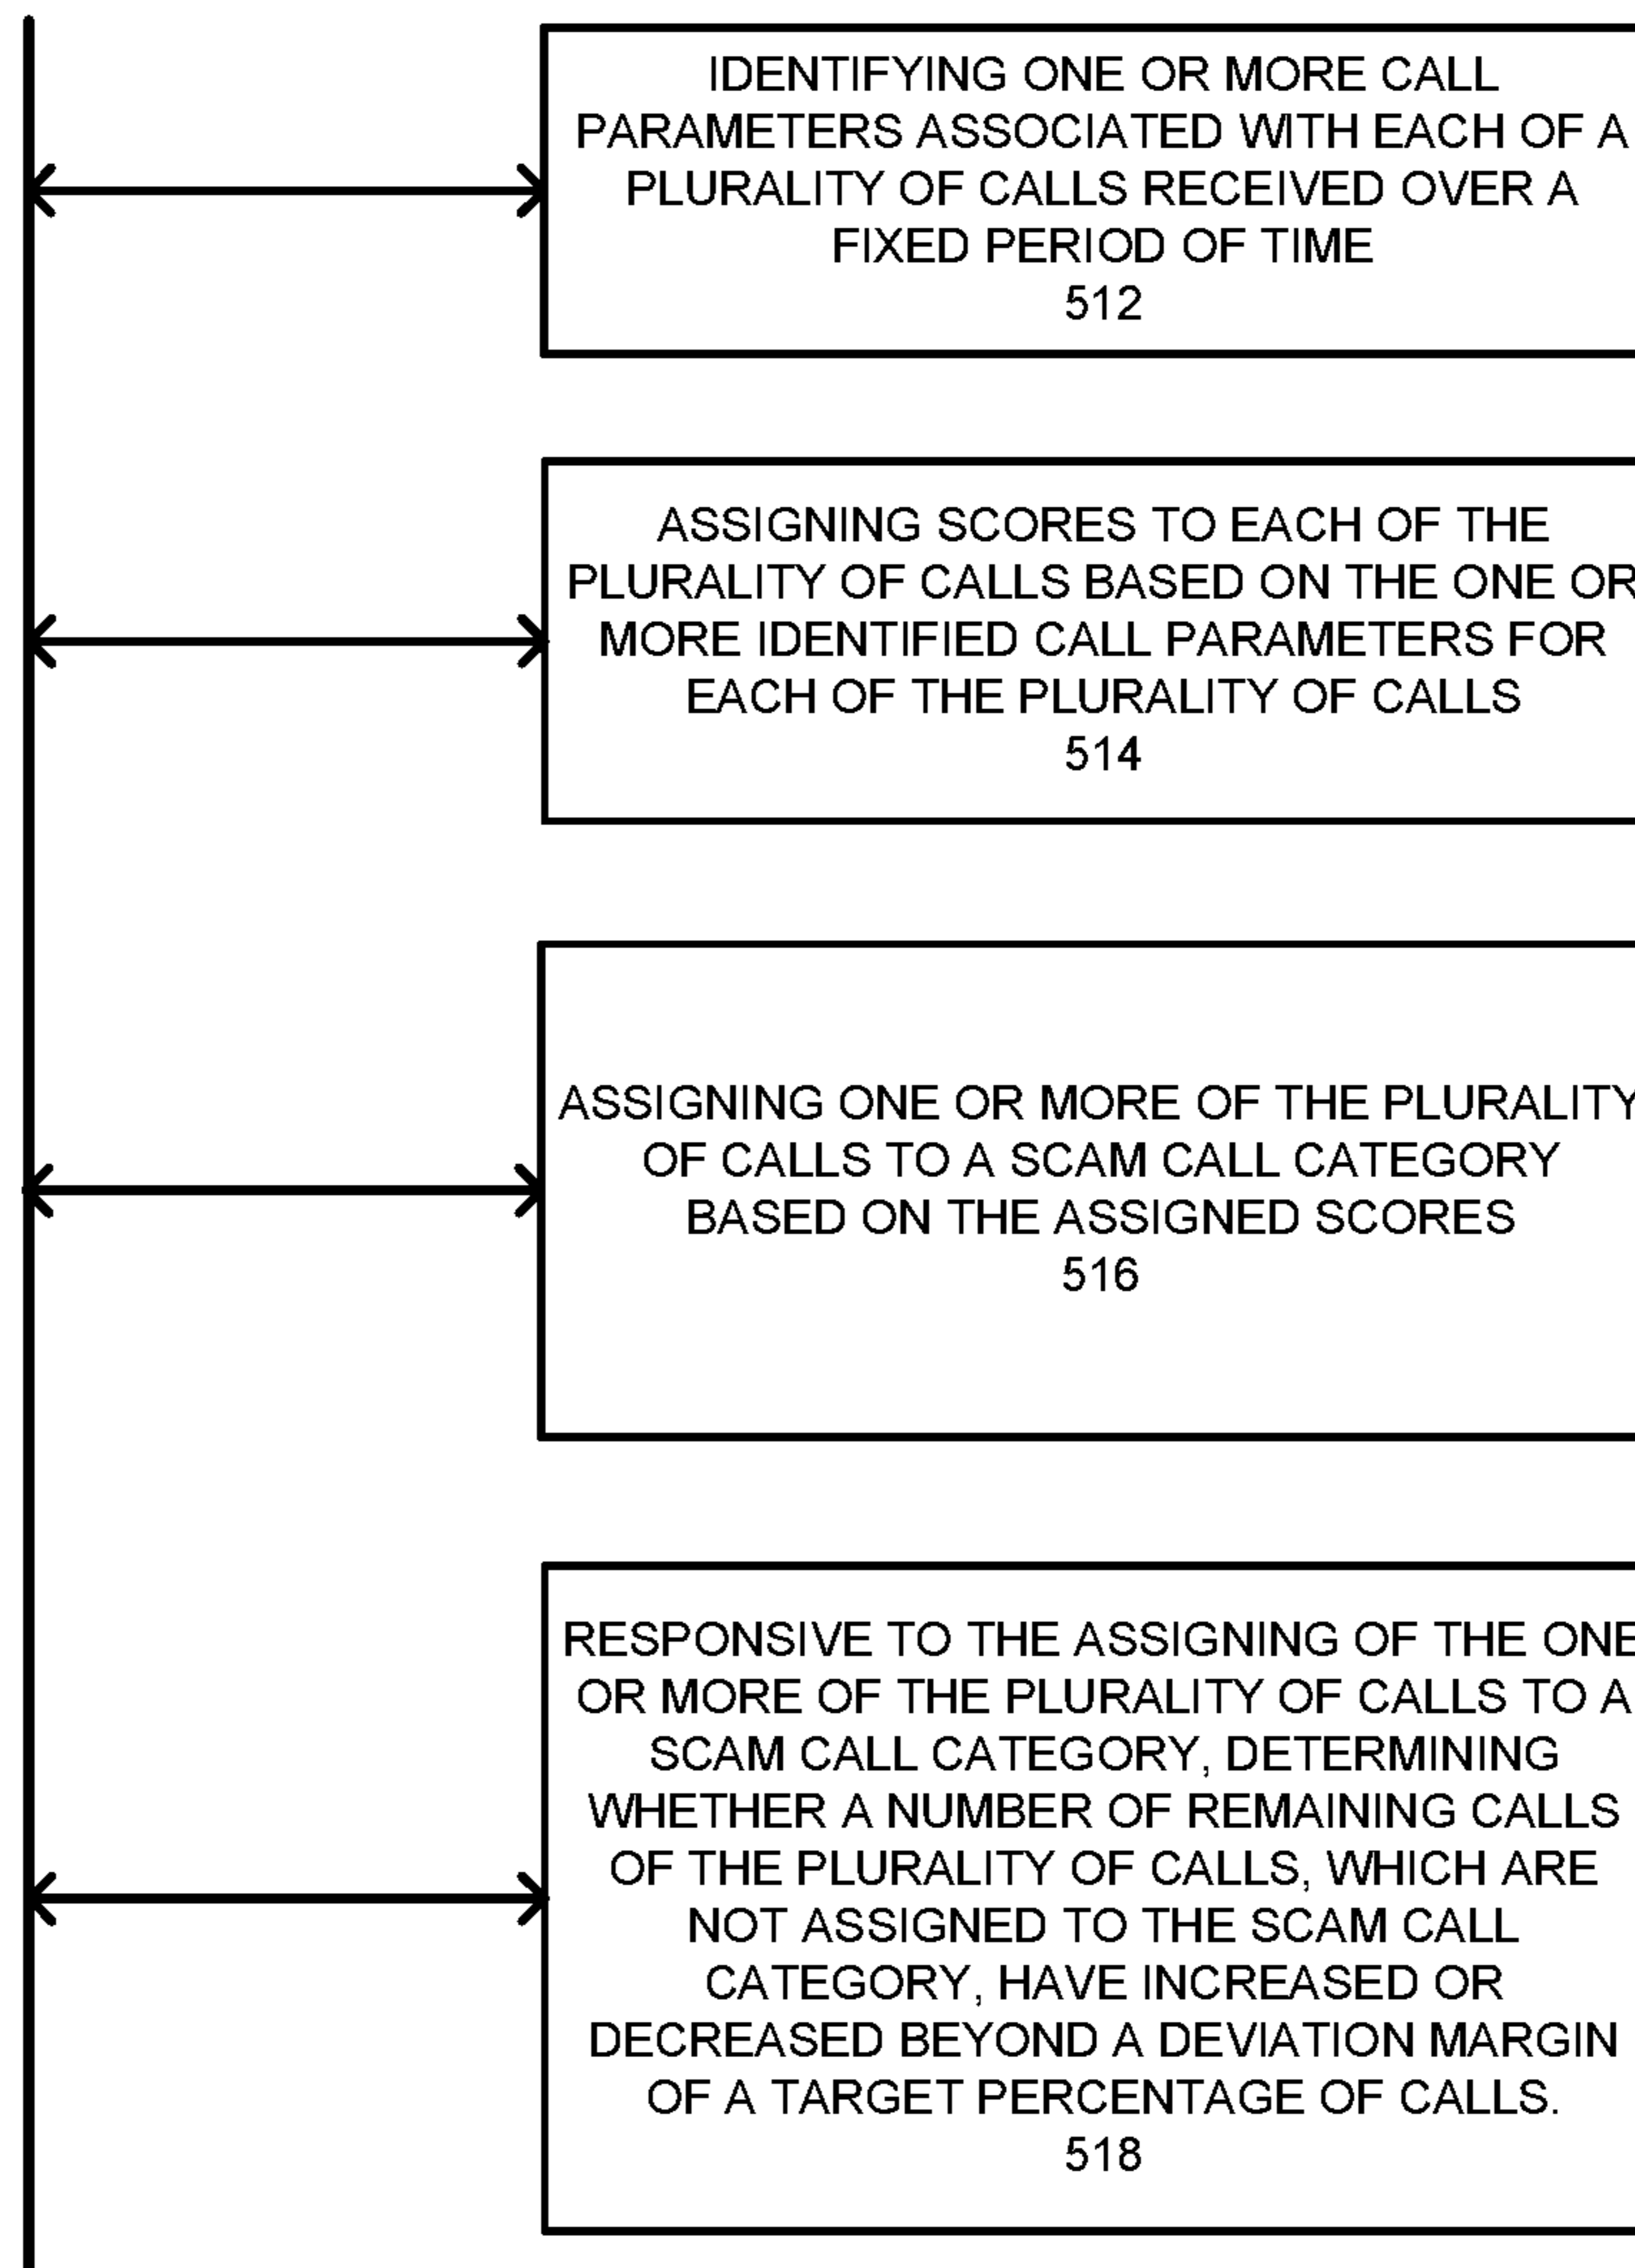 IDENTIFYING ONE OR MORE CALL
PARAMETERS ASSOCIATED WITH EACH OF A
PLURALITY OF CALLS RECEIVED OVER A
FIXED PERIOD OF TIME
512
ASSIGNING SCORES TO EACH OF THE
PLURALITY OF CALLS BASED ON THE ONE OR
MORE IDENTIFIED CALL PARAMETERS FOR
EACH OF THE PLURALITY OF CALLS
514
ASSIGNING ONE OR MORE OF THE PLURALITY
OF CALLS TO A SCAM CALL CATEGORY
BASED ON THE ASSIGNED SCORES
516
RESPONSIVE TO THE ASSIGNING OF THE ONE
OR MORE OF THE PLURALITY OF CALLS TO A
SCAM CALL CATEGORY, DETERMINING
WHETHER A NUMBER OF REMAINING CALLS
OF THE PLURALITY OF CALLS, WHICH ARE
NOT ASSIGNED TO THE SCAM CALL
CATEGORY, HAVE INCREASED OR
DECREASED BEYOND A DEVIATION MARGIN
OF A TARGET PERCENTAGE OF CALLS.
518